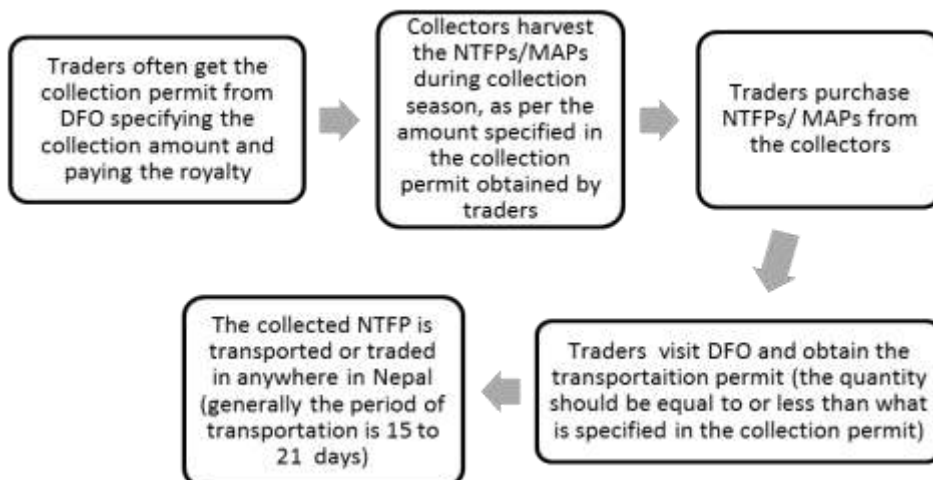 Traders often get the
collection permit from
DFO specifying the
collection amount and
paying the royalty
Collectors harvest
the NTFPs/MAPs
during collection
season, as per the
amount specified in
the collection
permit obtained by
traders
Traders purchase
NTFPs/ MAPs from
the collectors
Traders visit DFO and obtain the
transportaition permit (the quantity
should be equal to or less than what
is specified in the collection permit)
The collected NTFP is
transported or traded
in anywhere in Nepal
(generally the period of
transportation is 15 to
21 days)